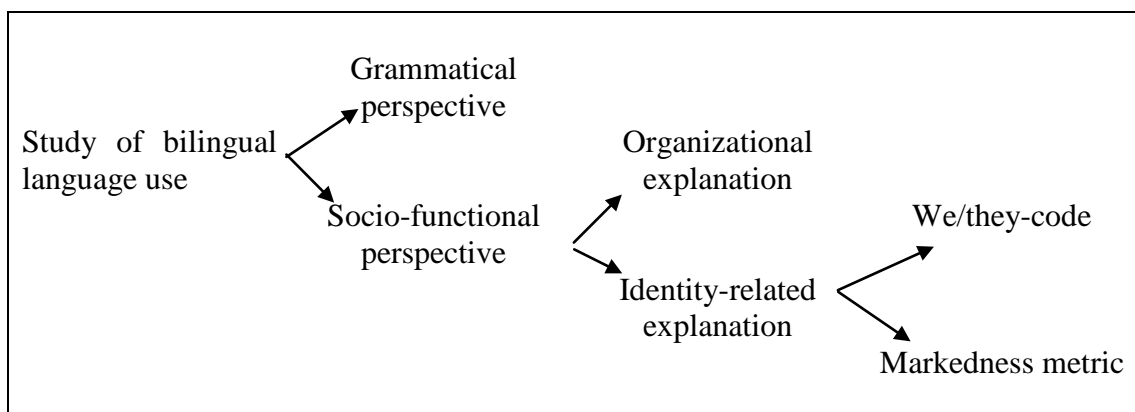 Grammatical
perspective
Study of bilingual
language use
Organizational
explanation
Socio-functional
perspective
We/they-code
Identity-related
explanation
Markedness metric